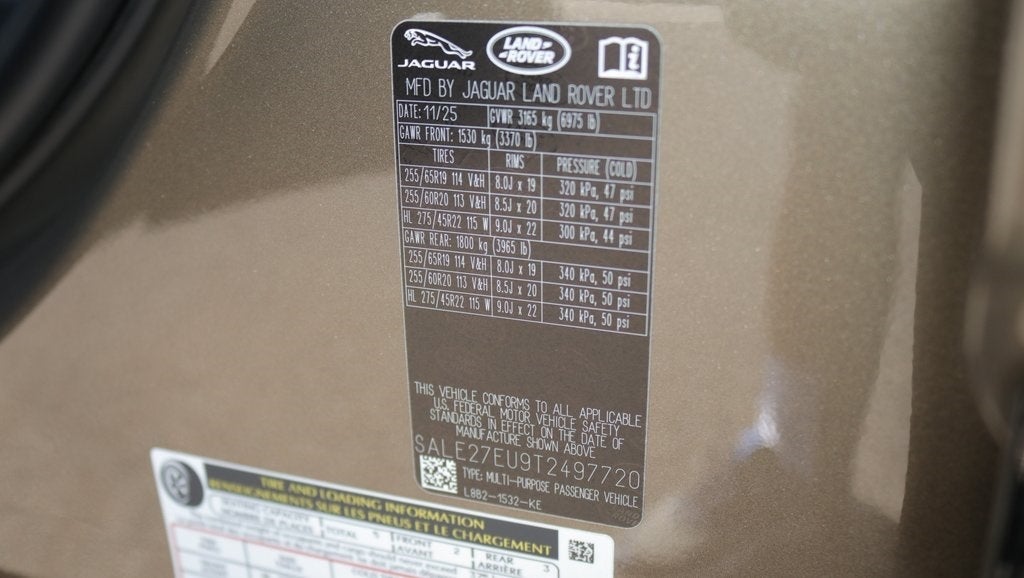 JAGUAR
LAND ROVER
MFD BY JAGUAR LAND ROVER LTD
DATE: 11/25 GVWR 3165 kg (6975 lb)
GAWR FRONT: 1530 kg (3370 lb)
TIRES RIMS PRESSURE (COLD)
255/65R19 114 V&H 8.0J x 19 320 kPa, 47 psi
255/60R20 113 V&H 8.5J x 20 320 kPa, 47 psi
HL 275/45R22 115 W 9.0J x 22 300 kPa, 44 psi
GAWR REAR: 1800 kg (3965 lb)
255/65R19 114 V&H 8.0J x 19 340 kPa, 50 psi
255/60R20 113 V&H 8.5J x 20 340 kPa, 50 psi
HL 275/45R22 115 W 9.0J x 22 340 kPa, 50 psi
THIS VEHICLE CONFORMS TO ALL APPLICABLE
U.S. FEDERAL MOTOR VEHICLE SAFETY
STANDARDS IN EFFECT ON THE DATE OF
MANUFACTURE SHOWN ABOVE
SALE27EU9T2497720
TYPE: MULTI-PURPOSE PASSENGER VEHICLE
L8B2-1532-KE
TIRE AND LOADING INFORMATION
RENSEIGNEMENTS SUR LES PNEUS ET LE CHARGEMENT
SEATING CAPACITY
TOTAL 5 FRONT 2 REAR 3
AVANT ARRIÈRE